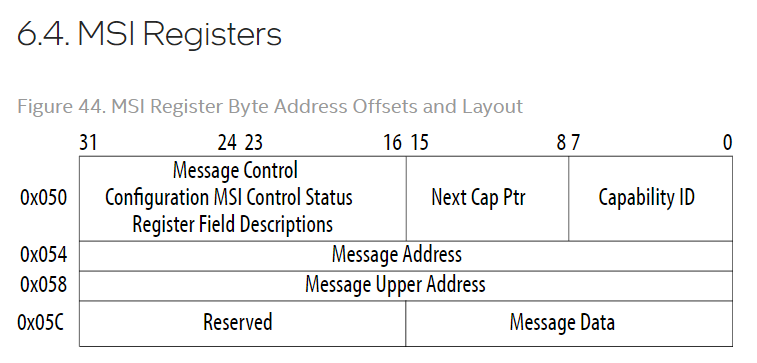 6.4. MSI Registers
Figure 44. MSI Register Byte Address Offsets and Layout
31 24 23 16 15 8 7 0
0x050 Message Control Configuration MSI Control Status Register Field Descriptions Next Cap Ptr Capability ID
0x054 Message Address
0x058 Message Upper Address
0x05C Reserved Message Data